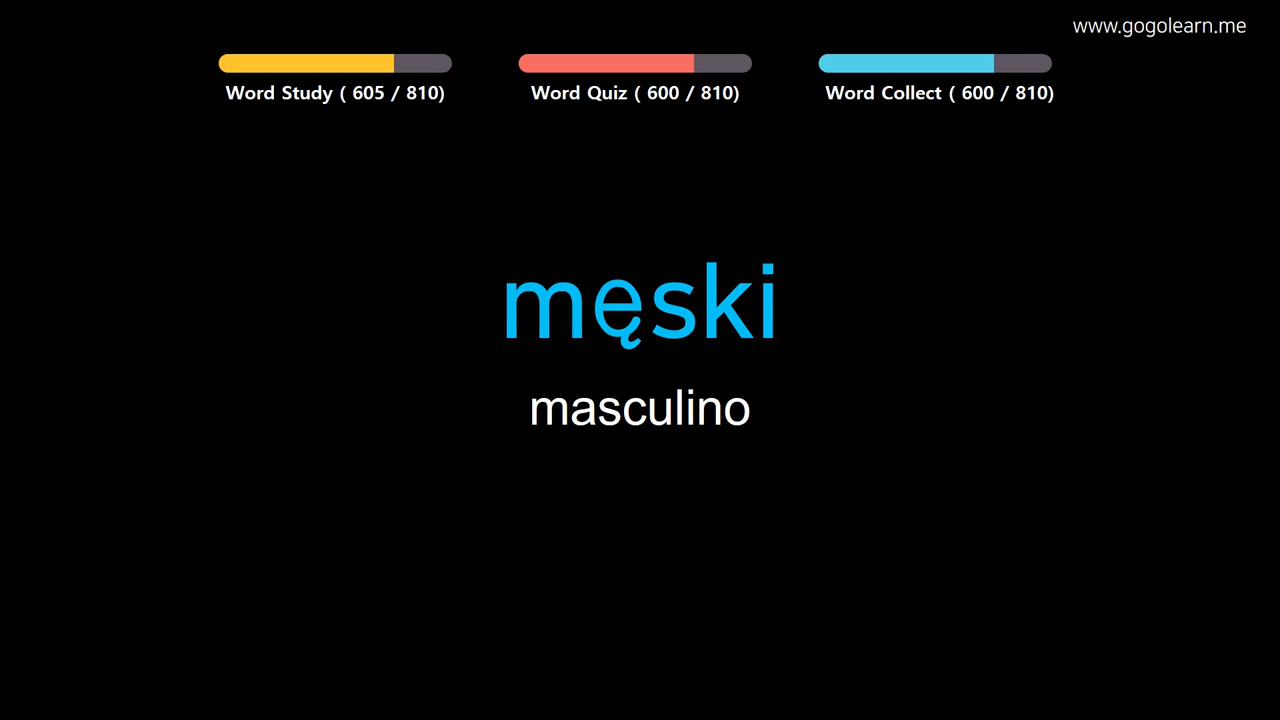 www.gogolearn.me
Word Study ( 605 / 810)
Word Quiz ( 600 / 810)
Word Collect ( 600 / 810)
męski
masculino